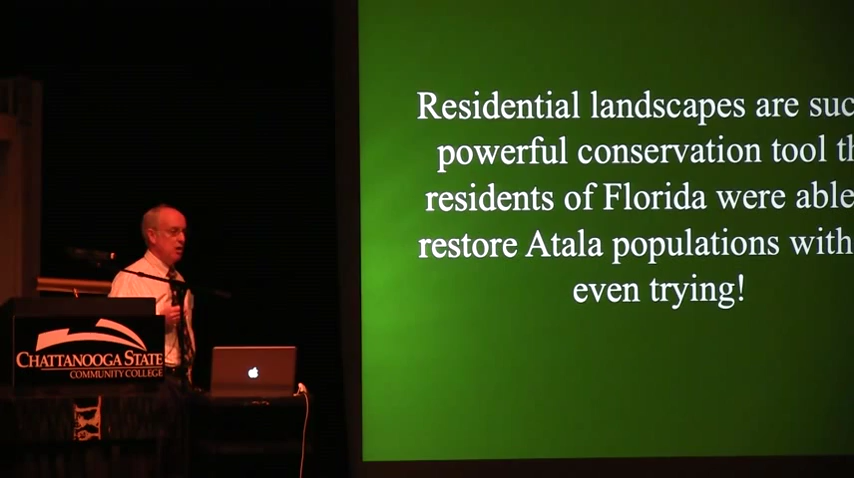 Residential landscapes are suc
powerful conservation tool th
residents of Florida were able
restore Atala populations with
even trying!
CHATTANOOGA STATE
COMMUNITY COLLEGE